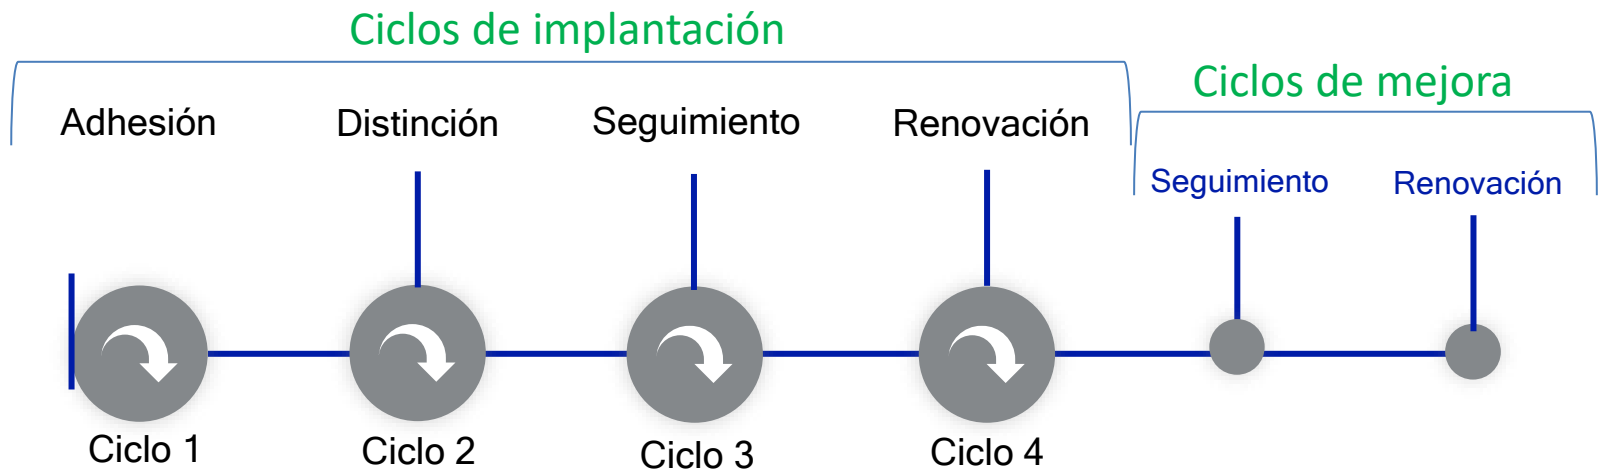 Ciclos de implantación
Ciclos de mejora
Adhesión
Distinción
Seguimiento
Renovación
Seguimiento
Renovación
Ciclo 1
Ciclo 2
Ciclo 3
Ciclo 4